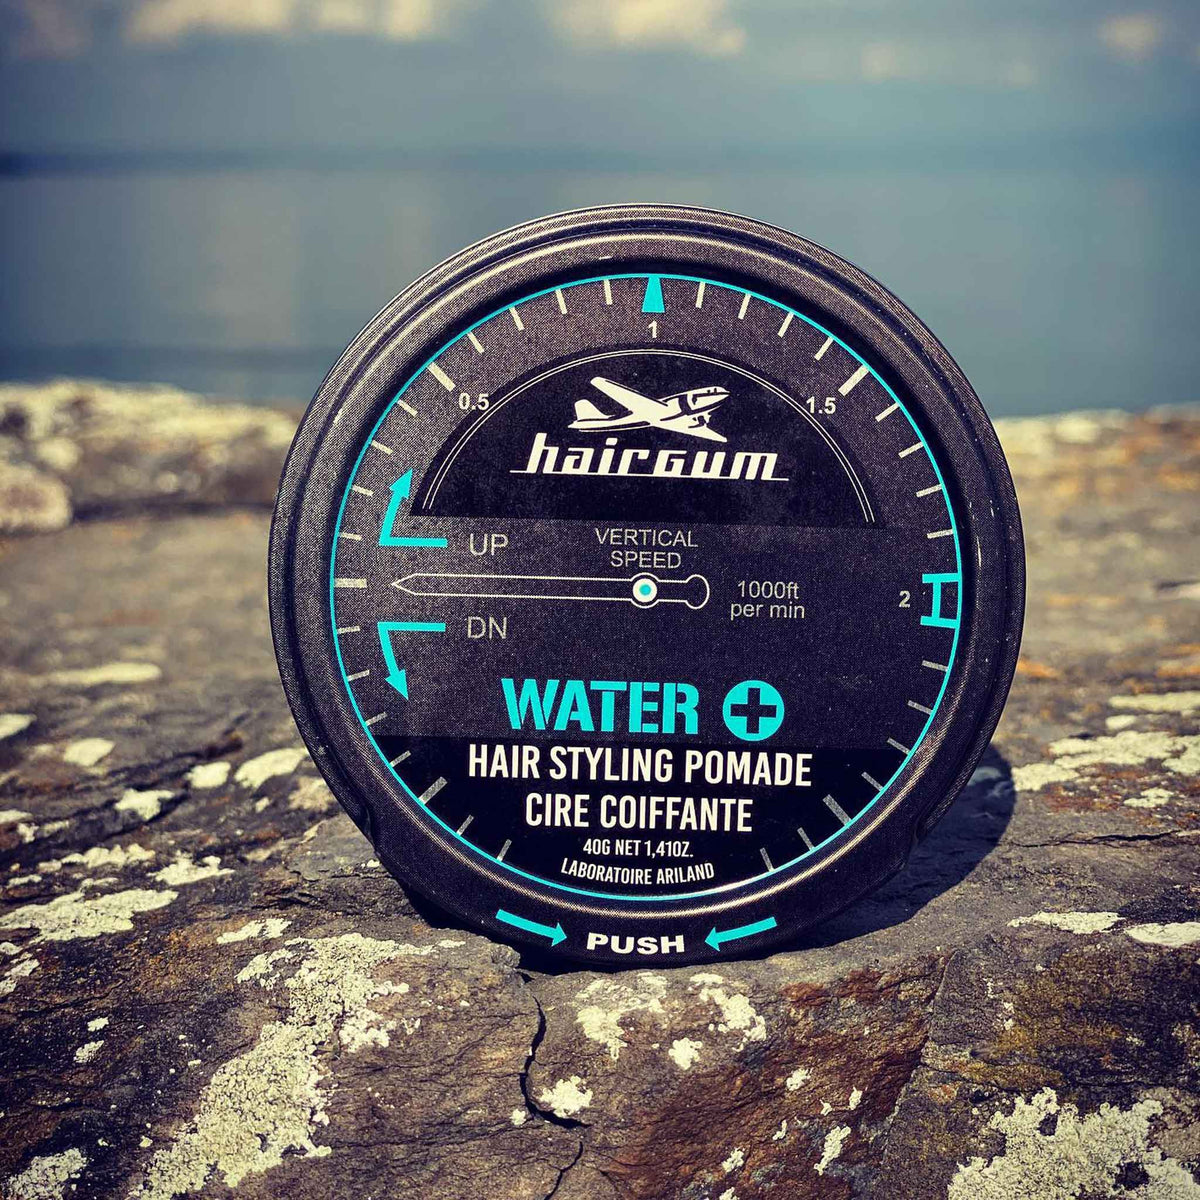 1
0.5
1.5
hairgum
UP
VERTICAL
SPEED
1000ft
per min
2
DN
WATER +
HAIR STYLING POMADE
CIRE COIFFANTE
40G NET 1,41OZ.
LABORATOIRE ARILAND
PUSH